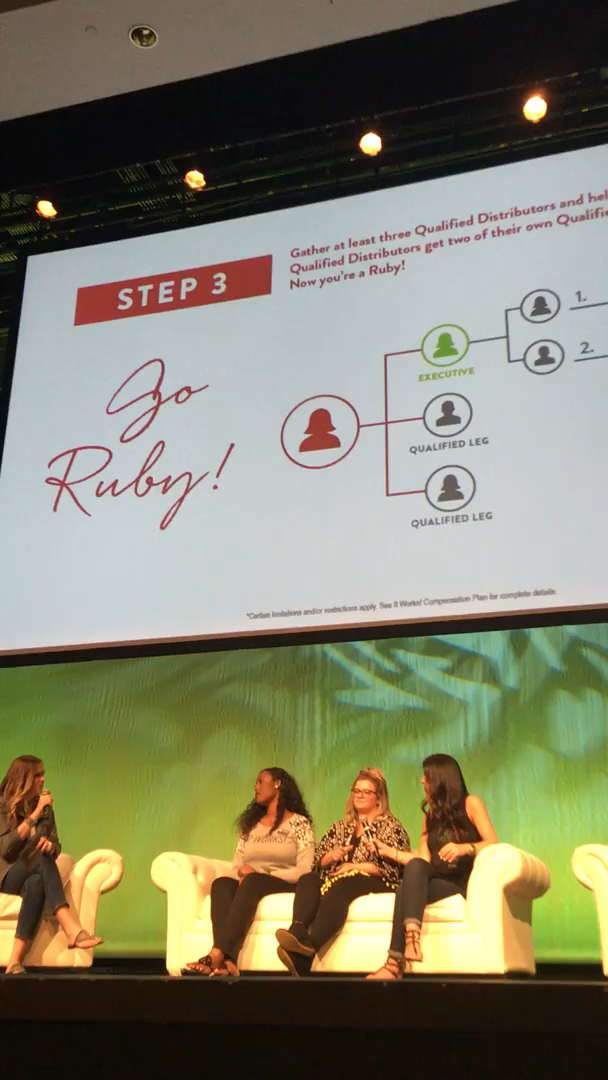 Gather at least three Qualified Distributors and hel
Qualified Distributors get two of their own Qualifie
Now you're a Ruby!
STEP 3
Go
Ruby!
EXECUTIVE
1.
2.
QUALIFIED LEG
QUALIFIED LEG
*Certain limitations and/or restrictions apply. See It Works! Compensation Plan for complete details.
WORKS!